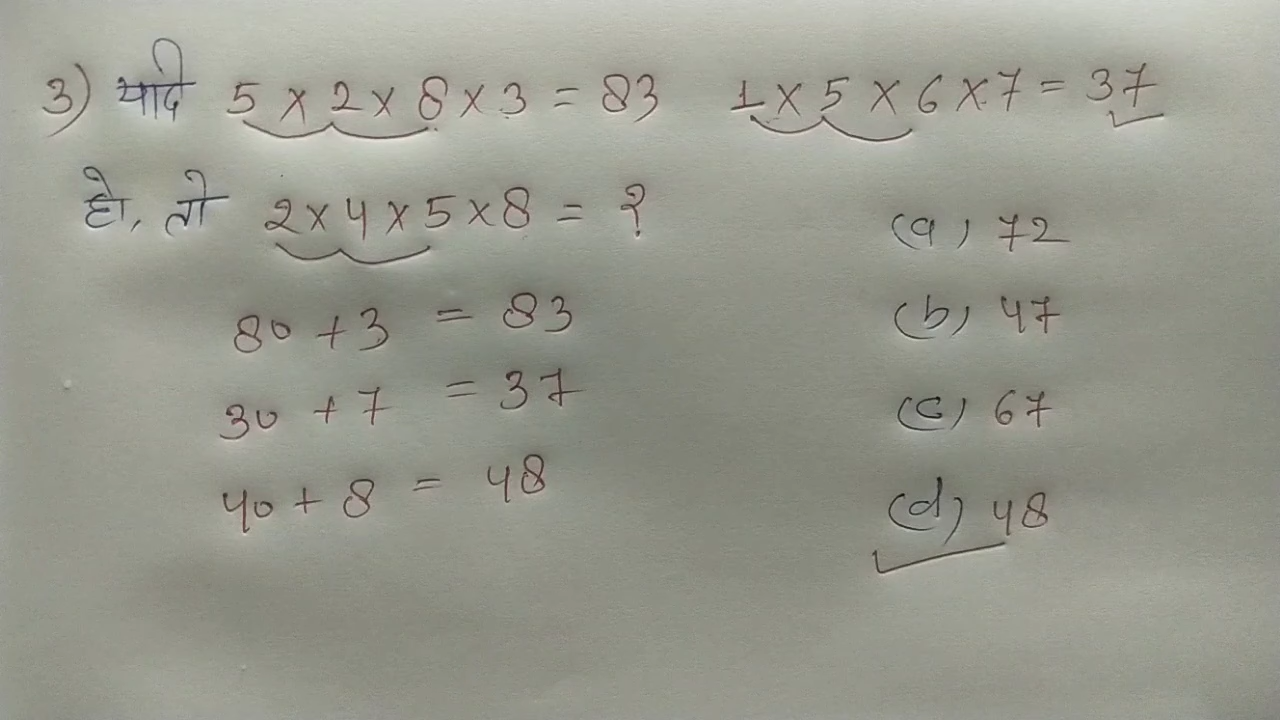 3) यदि 5 × 2 × 8 × 3 = 83 1 × 5 × 6 × 7 = 37
हो, तो 2 × 4 × 5 × 8 = ?
(a) 72
80 + 3 = 83
(b) 47
30 + 7 = 37
(c) 67
40 + 8 = 48
(d) 48